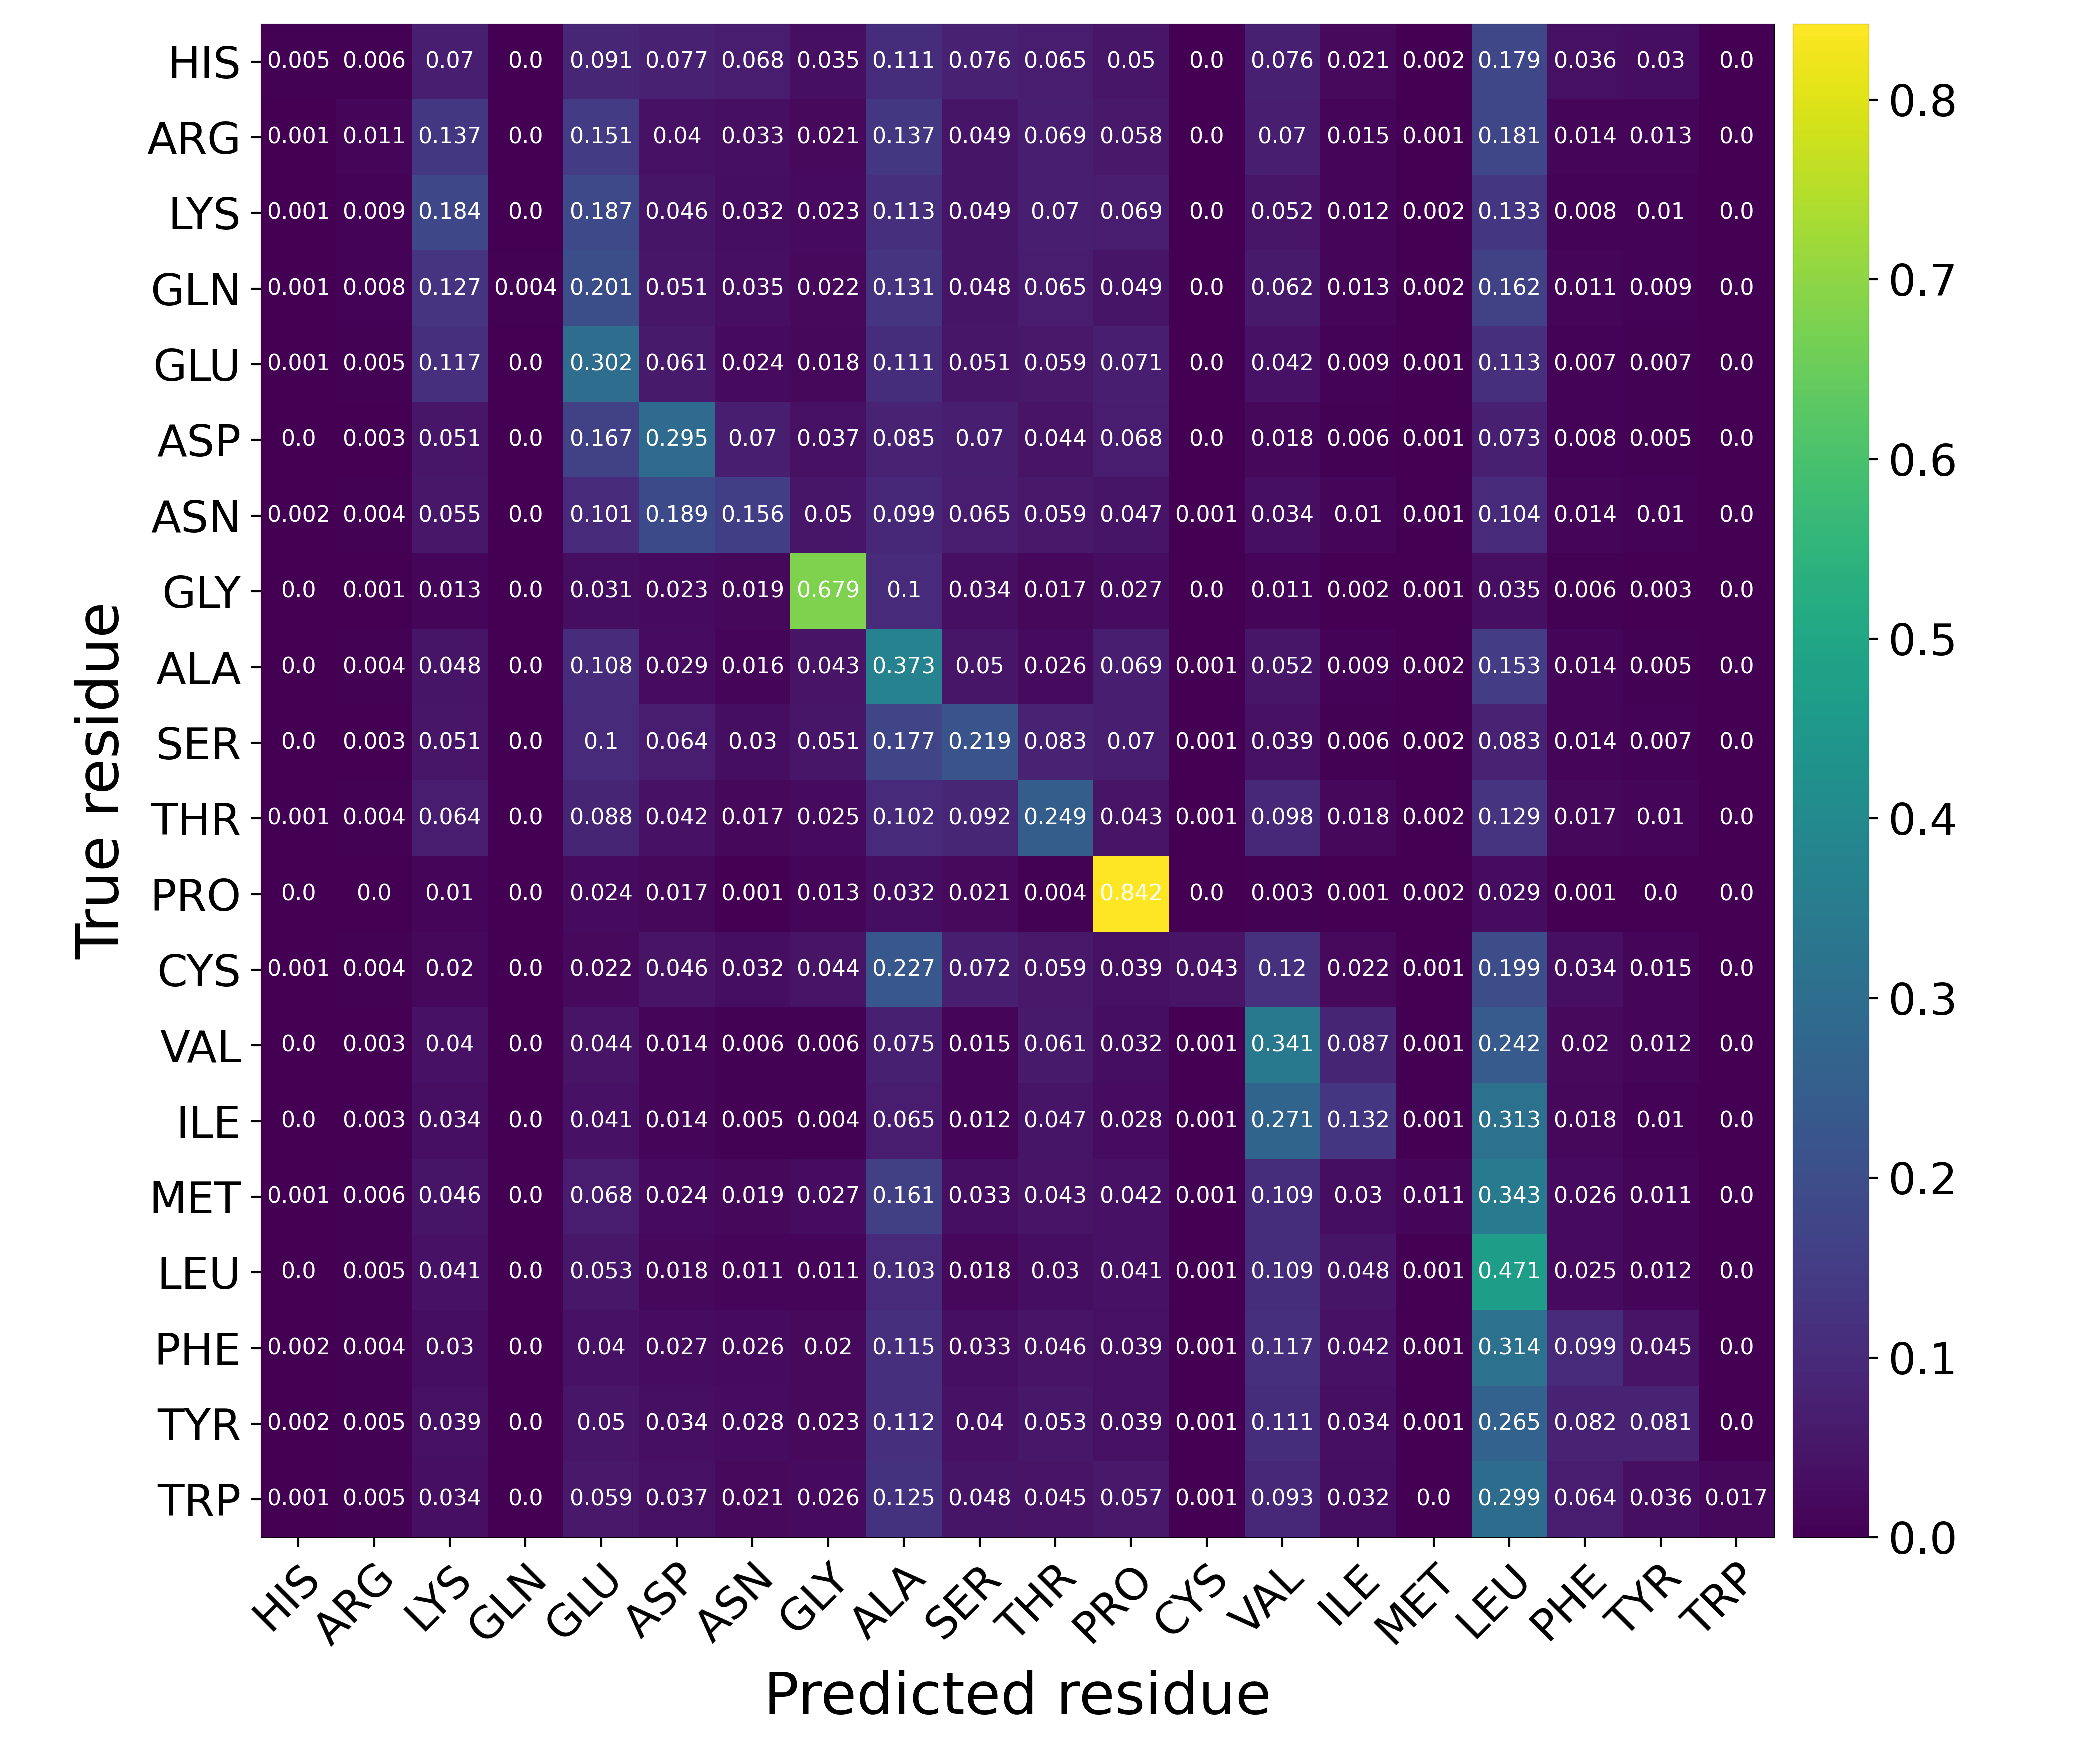 HIS 0.005 0.006 0.07 0.0 0.091 0.077 0.068 0.035 0.111 0.076 0.065 0.05 0.0 0.076 0.021 0.002 0.179 0.036 0.03 0.0
ARG 0.001 0.011 0.137 0.0 0.151 0.04 0.033 0.021 0.137 0.049 0.069 0.058 0.0 0.07 0.015 0.001 0.181 0.014 0.013 0.0
LYS 0.001 0.009 0.184 0.0 0.187 0.046 0.032 0.023 0.113 0.049 0.07 0.069 0.0 0.052 0.012 0.002 0.133 0.008 0.01 0.0
GLN 0.001 0.008 0.127 0.004 0.201 0.051 0.035 0.022 0.131 0.048 0.065 0.049 0.0 0.062 0.013 0.002 0.162 0.011 0.009 0.0
GLU 0.001 0.005 0.117 0.0 0.302 0.061 0.024 0.018 0.111 0.051 0.059 0.071 0.0 0.042 0.009 0.001 0.113 0.007 0.007 0.0
ASP 0.0 0.003 0.051 0.0 0.167 0.295 0.07 0.037 0.085 0.07 0.044 0.068 0.0 0.018 0.006 0.001 0.073 0.008 0.005 0.0
ASN 0.002 0.004 0.055 0.0 0.101 0.189 0.156 0.05 0.099 0.065 0.059 0.047 0.001 0.034 0.01 0.001 0.104 0.014 0.01 0.0
GLY 0.0 0.001 0.013 0.0 0.031 0.023 0.019 0.679 0.1 0.034 0.017 0.027 0.0 0.011 0.002 0.001 0.035 0.006 0.003 0.0
ALA 0.0 0.004 0.048 0.0 0.108 0.029 0.016 0.043 0.373 0.05 0.026 0.069 0.001 0.052 0.009 0.002 0.153 0.014 0.005 0.0
SER 0.0 0.003 0.051 0.0 0.1 0.064 0.03 0.051 0.177 0.219 0.083 0.07 0.001 0.039 0.006 0.002 0.083 0.014 0.007 0.0
THR 0.001 0.004 0.064 0.0 0.088 0.042 0.017 0.025 0.102 0.092 0.249 0.043 0.001 0.098 0.018 0.002 0.129 0.017 0.01 0.0
PRO 0.0 0.0 0.01 0.0 0.024 0.017 0.001 0.013 0.032 0.021 0.004 0.842 0.0 0.003 0.001 0.002 0.029 0.001 0.0 0.0
CYS 0.001 0.004 0.02 0.0 0.022 0.046 0.032 0.044 0.227 0.072 0.059 0.039 0.043 0.12 0.022 0.001 0.199 0.034 0.015 0.0
VAL 0.0 0.003 0.04 0.0 0.044 0.014 0.006 0.006 0.075 0.015 0.061 0.032 0.001 0.341 0.087 0.001 0.242 0.02 0.012 0.0
ILE 0.0 0.003 0.034 0.0 0.041 0.014 0.005 0.004 0.065 0.012 0.047 0.028 0.001 0.271 0.132 0.001 0.313 0.018 0.01 0.0
MET 0.001 0.006 0.046 0.0 0.068 0.024 0.019 0.027 0.161 0.033 0.043 0.042 0.001 0.109 0.03 0.011 0.343 0.026 0.011 0.0
LEU 0.0 0.005 0.041 0.0 0.053 0.018 0.011 0.011 0.103 0.018 0.03 0.041 0.001 0.109 0.048 0.001 0.471 0.025 0.012 0.0
PHE 0.002 0.004 0.03 0.0 0.04 0.027 0.026 0.02 0.115 0.033 0.046 0.039 0.001 0.117 0.042 0.001 0.314 0.099 0.045 0.0
TYR 0.002 0.005 0.039 0.0 0.05 0.034 0.028 0.023 0.112 0.04 0.053 0.039 0.001 0.111 0.034 0.001 0.265 0.082 0.081 0.0
TRP 0.001 0.005 0.034 0.0 0.059 0.037 0.021 0.026 0.125 0.048 0.045 0.057 0.001 0.093 0.032 0.0 0.299 0.064 0.036 0.017
HIS ARG LYS GLN GLU ASP ASN GLY ALA SER THR PRO CYS VAL ILE MET LEU PHE TYR TRP
Predicted residue
True residue
0.8
0.7
0.6
0.5
0.4
0.3
0.2
0.1
0.0